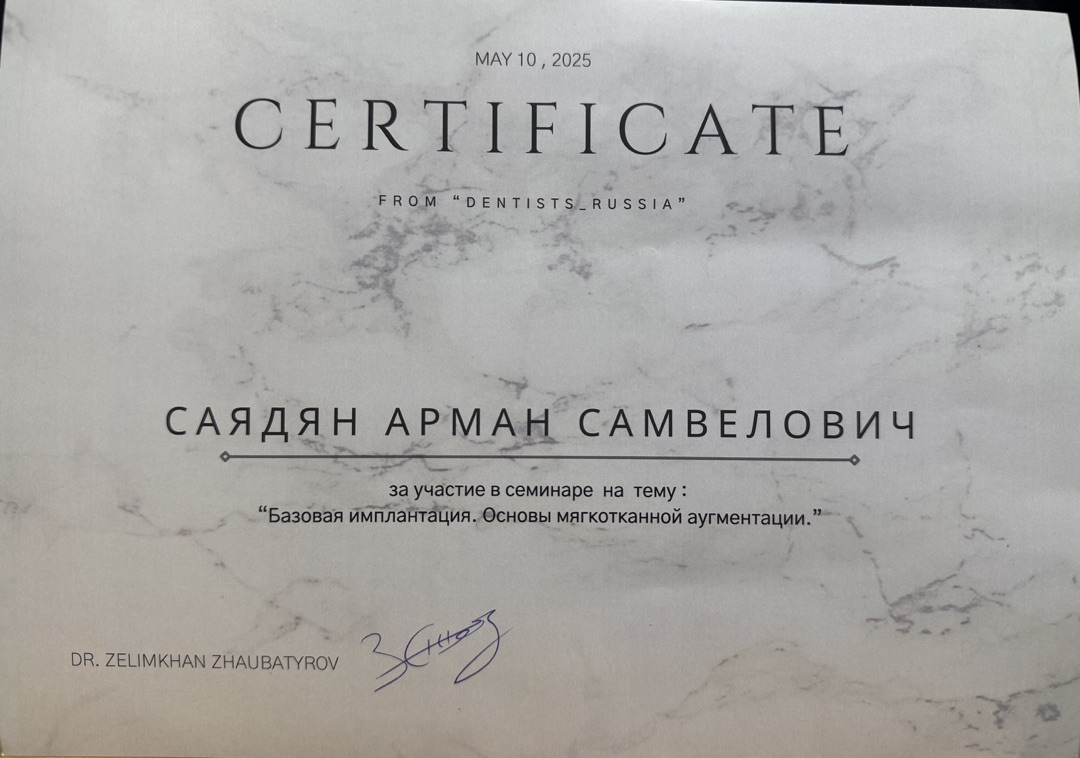 MAY 10 , 2025
CERTIFICATE
FROM “DENTISTS_RUSSIA”
САЯДЯН АРМАН САМВЕЛОВИЧ
за участие в семинаре на тему :
“Базовая имплантация. Основы мягкотканной аугментации.”
DR. ZELIMKHAN ZHAUBATYROV